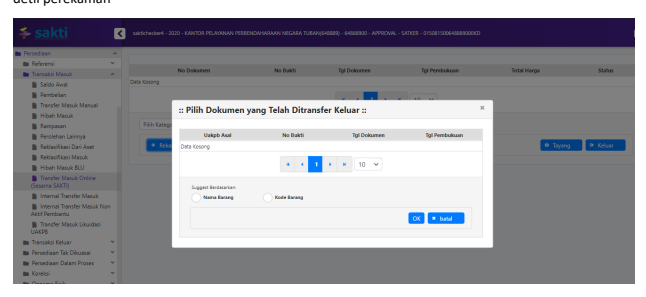 detil perekaman
sakti
saktichecker4 - 2020 - KANTOR PELAYANAN PERBENDAHARAAN NEGARA TUBAN(648889) - 64888900 - APPROVAL - SATKER -
Persediaan
Referensi
Transaksi Masuk
Saldo Awal
Pembelian
Transfer Masuk Manual
Hibah Masuk
Rampasan
Perolehan Lainnya
Reklasifikasi Dari Aset
Reklasifikasi Masuk
Hibah Masuk BLU
Transfer Masuk Online
(Sesama SAKTI)
Internal Transfer Masuk
Internal Transfer Masuk Non
Aktif Pembantu
Transfer Masuk Likuidasi
UAKPB
Transaksi Keluar
Persediaan Tak Dikuasai
Persediaan Dalam Proses
Koreksi
No Dokumen No Bukti Tgl Dokumen Tgl Pembukuan Total Harga Status
Data Kosong
Pilih Katego
Reka
Tayang Keluar
:: Pilih Dokumen yang Telah Ditransfer Keluar :: ×
Uakpb Asal No Bukti Tgl Dokumen Tgl Pembukuan
Data Kosong
1 10
Suggest Berdasarkan:
Nama Barang Kode Barang
OK batal